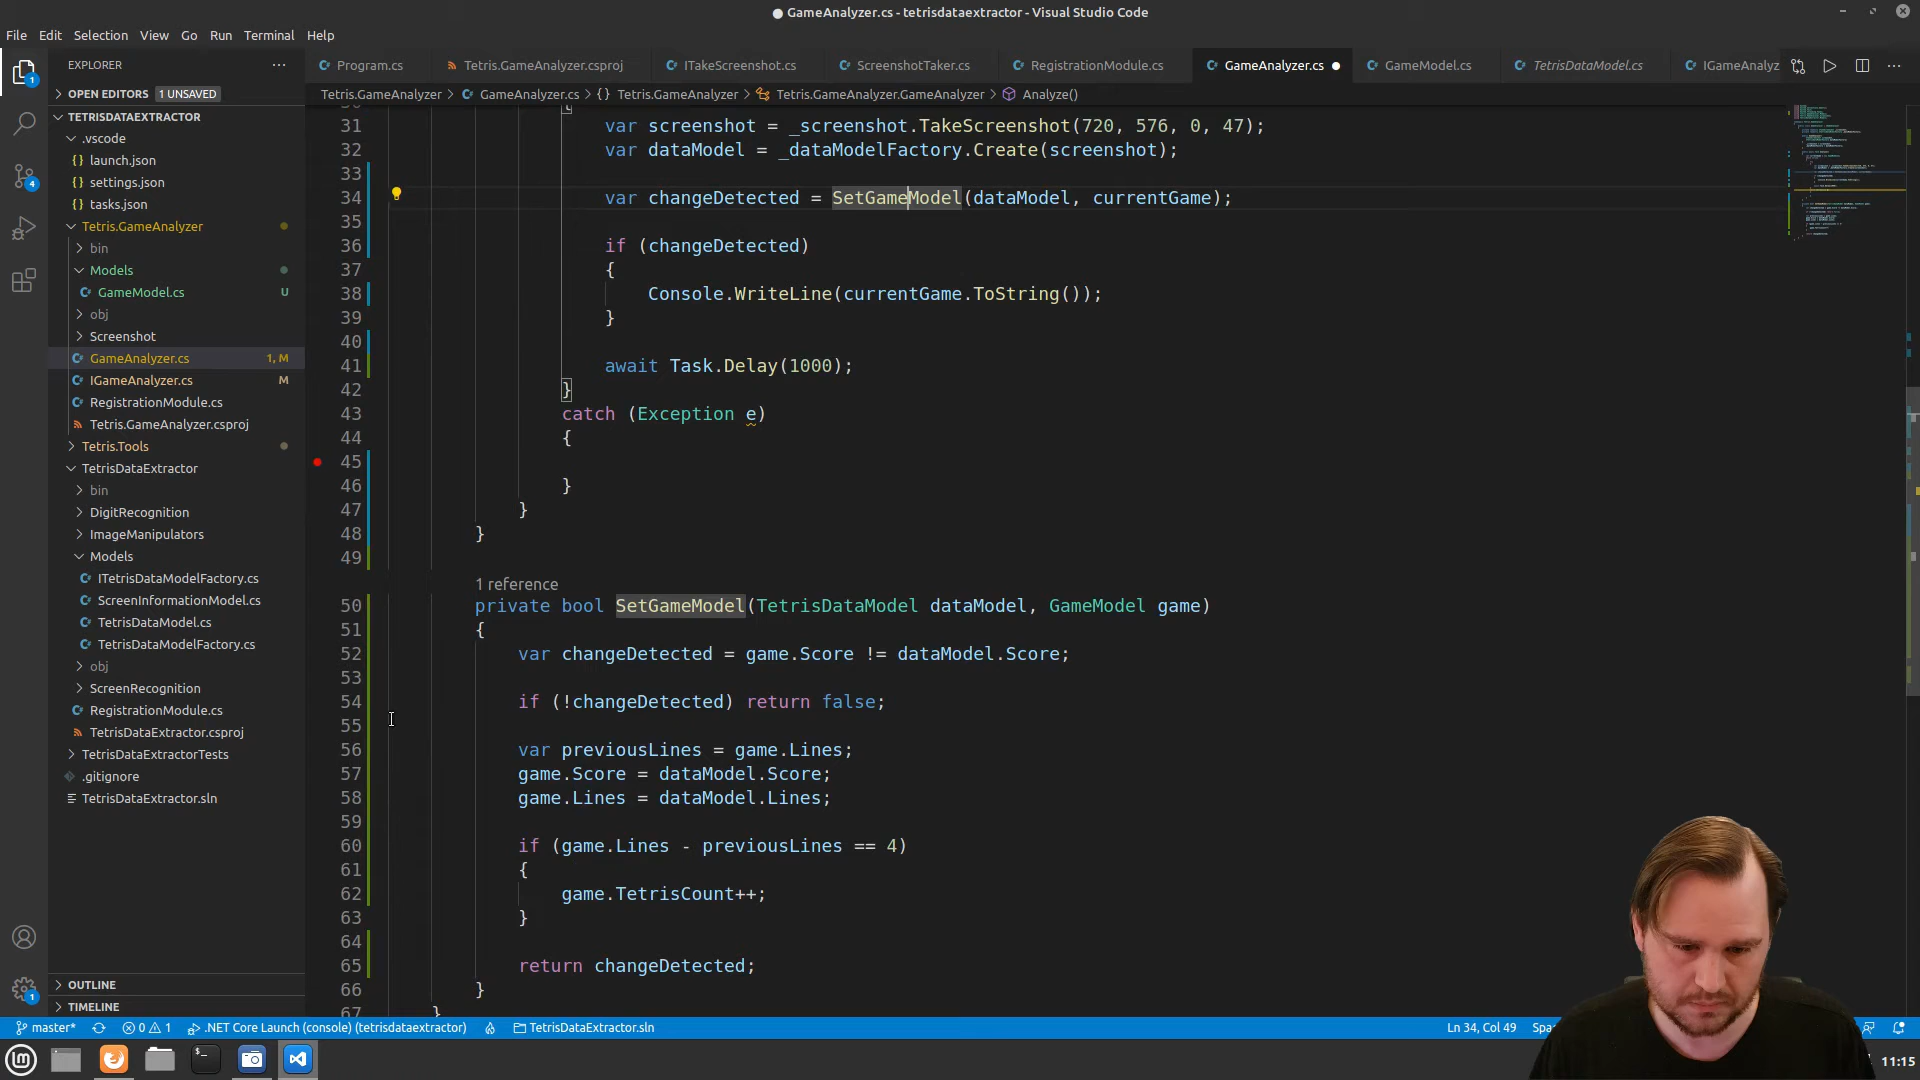 GameAnalyzer.cs - tetrisdataextractor - Visual Studio Code
File Edit Selection View Go Run Terminal Help
EXPLORER
Program.cs Tetris.GameAnalyzer.csproj ITakeScreenshot.cs ScreenshotTaker.cs RegistrationModule.cs GameAnalyzer.cs GameModel.cs TetrisDataModel.cs IGameAnalyz
OPEN EDITORS 1 UNSAVED
Tetris.GameAnalyzer > GameAnalyzer.cs > {} Tetris.GameAnalyzer > Tetris.GameAnalyzer.GameAnalyzer > Analyze()
TETRISDATAEXTRACTOR
.vscode
launch.json
settings.json
tasks.json
Tetris.GameAnalyzer
bin
Models
GameModel.cs U
obj
Screenshot
GameAnalyzer.cs 1, M
IGameAnalyzer.cs M
RegistrationModule.cs
Tetris.GameAnalyzer.csproj
Tetris.Tools
TetrisDataExtractor
bin
DigitRecognition
ImageManipulators
Models
ITetrisDataModelFactory.cs
ScreenInformationModel.cs
TetrisDataModel.cs
TetrisDataModelFactory.cs
obj
ScreenRecognition
RegistrationModule.cs
TetrisDataExtractor.csproj
TetrisDataExtractorTests
.gitignore
TetrisDataExtractor.sln
OUTLINE
TIMELINE
31 var screenshot = _screenshot.TakeScreenshot(720, 576, 0, 47);
32 var dataModel = _dataModelFactory.Create(screenshot);
33
34 var changeDetected = SetGameModel(dataModel, currentGame);
35
36 if (changeDetected)
37 {
38 Console.WriteLine(currentGame.ToString());
39 }
40
41 await Task.Delay(1000);
42 }
43 catch (Exception e)
44 {
45
46 }
47 }
48 }
49
1 reference
50 private bool SetGameModel(TetrisDataModel dataModel, GameModel game)
51 {
52 var changeDetected = game.Score != dataModel.Score;
53
54 if (!changeDetected) return false;
55
56 var previousLines = game.Lines;
57 game.Score = dataModel.Score;
58 game.Lines = dataModel.Lines;
59
60 if (game.Lines - previousLines == 4)
61 {
62 game.TetrisCount++;
63 }
64
65 return changeDetected;
66 }
67 }
master* 0 1 .NET Core Launch (console) (tetrisdataextractor) TetrisDataExtractor.sln Ln 34, Col 49
11:15